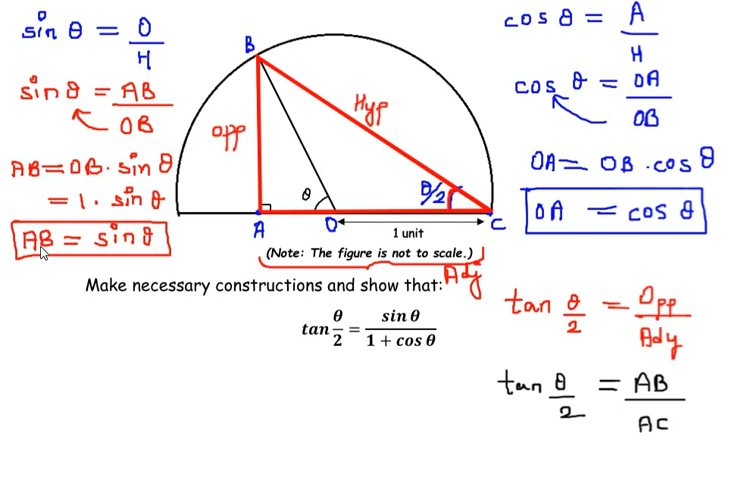 sin θ = O
H
sin θ = AB
OB
AB = OB · sin θ
= 1 · sin θ
AB = sin θ
B
Opp
Hyp
θ
θ/2
A
O
C
1 unit
(Note: The figure is not to scale.)
Adj
Make necessary constructions and show that:
tan θ/2 = sin θ / 1 + cos θ
cos θ = A
H
cos θ = OA
OB
OA = OB · cos θ
OA = cos θ
tan θ/2 = Opp
Adj
tan θ/2 = AB
AC